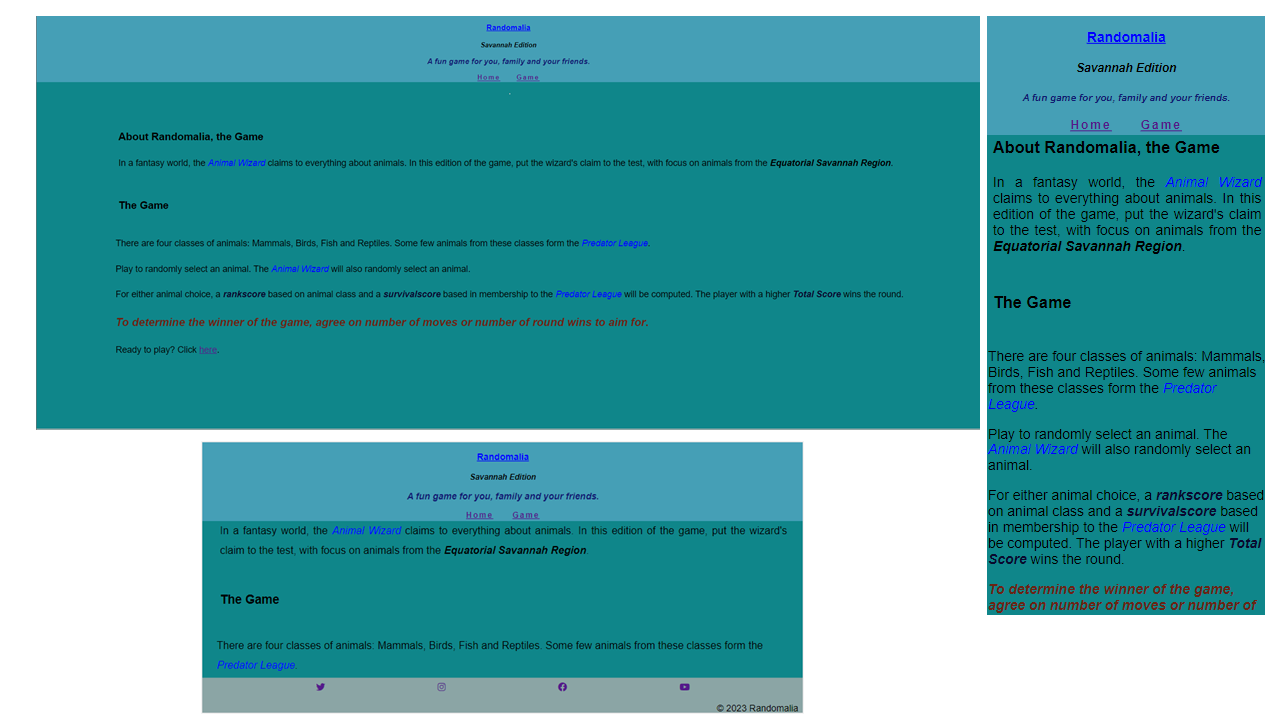 Randomalia
Savannah Edition
A fun game for you, family and your friends.
Home Game
About Randomalia, the Game
In a fantasy world, the Animal Wizard claims to everything about animals. In this edition of the game, put the wizard's claim to the test, with focus on animals from the Equatorial Savannah Region.
The Game
There are four classes of animals: Mammals, Birds, Fish and Reptiles. Some few animals from these classes form the Predator League.
Play to randomly select an animal. The Animal Wizard will also randomly select an animal.
For either animal choice, a rankscore based on animal class and a survivalscore based in membership to the Predator League will be computed. The player with a higher Total Score wins the round.
To determine the winner of the game, agree on number of moves or number of round wins to aim for.
Ready to play? Click here.
Randomalia
Savannah Edition
A fun game for you, family and your friends.
Home Game
In a fantasy world, the Animal Wizard claims to everything about animals. In this edition of the game, put the wizard's
claim to the test, with focus on animals from the Equatorial Savannah Region.
The Game
There are four classes of animals: Mammals, Birds, Fish and Reptiles. Some few animals from these classes form the
Predator League.
© 2023 Randomalia
Randomalia
Savannah Edition
A fun game for you, family and your friends.
Home Game
About Randomalia, the Game
In a fantasy world, the Animal Wizard
claims to everything about animals. In this
edition of the game, put the wizard's claim
to the test, with focus on animals from the
Equatorial Savannah Region.
The Game
There are four classes of animals: Mammals,
Birds, Fish and Reptiles. Some few animals
from these classes form the Predator
League.
Play to randomly select an animal. The
Animal Wizard will also randomly select an
animal.
For either animal choice, a rankscore based
on animal class and a survivalscore based
in membership to the Predator League will
be computed. The player with a higher Total
Score wins the round.
To determine the winner of the game,
agree on number of moves or number of